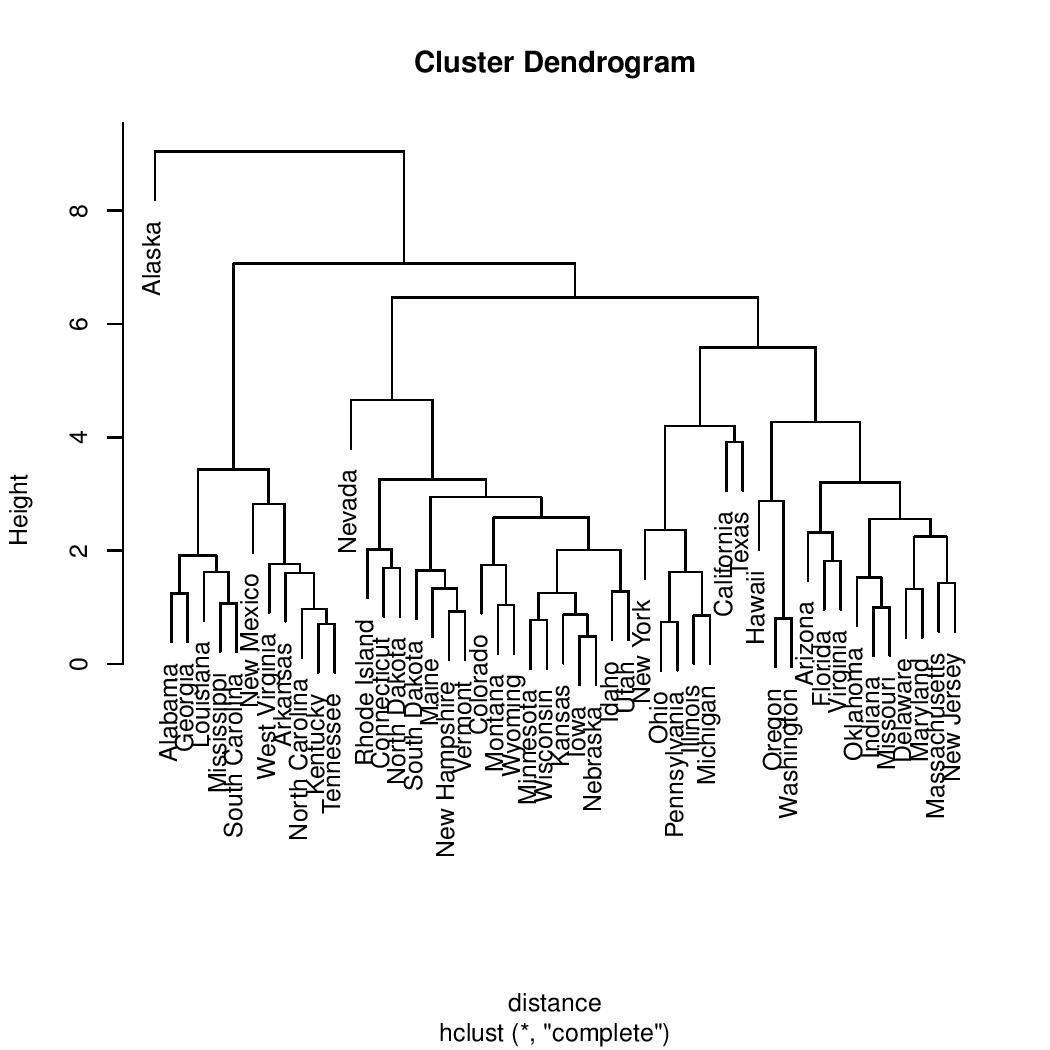 Cluster Dendrogram
Height
8
6
4
2
0
Alaska
Alabama
Georgia
Louisiana
Mississippi
South Carolina
New Mexico
West Virginia
Arkansas
North Carolina
Kentucky
Tennessee
Nevada
Rhode Island
Connecticut
North Dakota
South Dakota
Maine
New Hampshire
Vermont
Colorado
Montana
Wyoming
Minnesota
Wisconsin
Kansas
Iowa
Nebraska
Idaho
Utah
New York
Ohio
Pennsylvania
Illinois
Michigan
California
Texas
Hawaii
Oregon
Washington
Arizona
Florida
Virginia
Oklahoma
Indiana
Missouri
Delaware
Maryland
Massachusetts
New Jersey
distance
hclust (*, "complete")